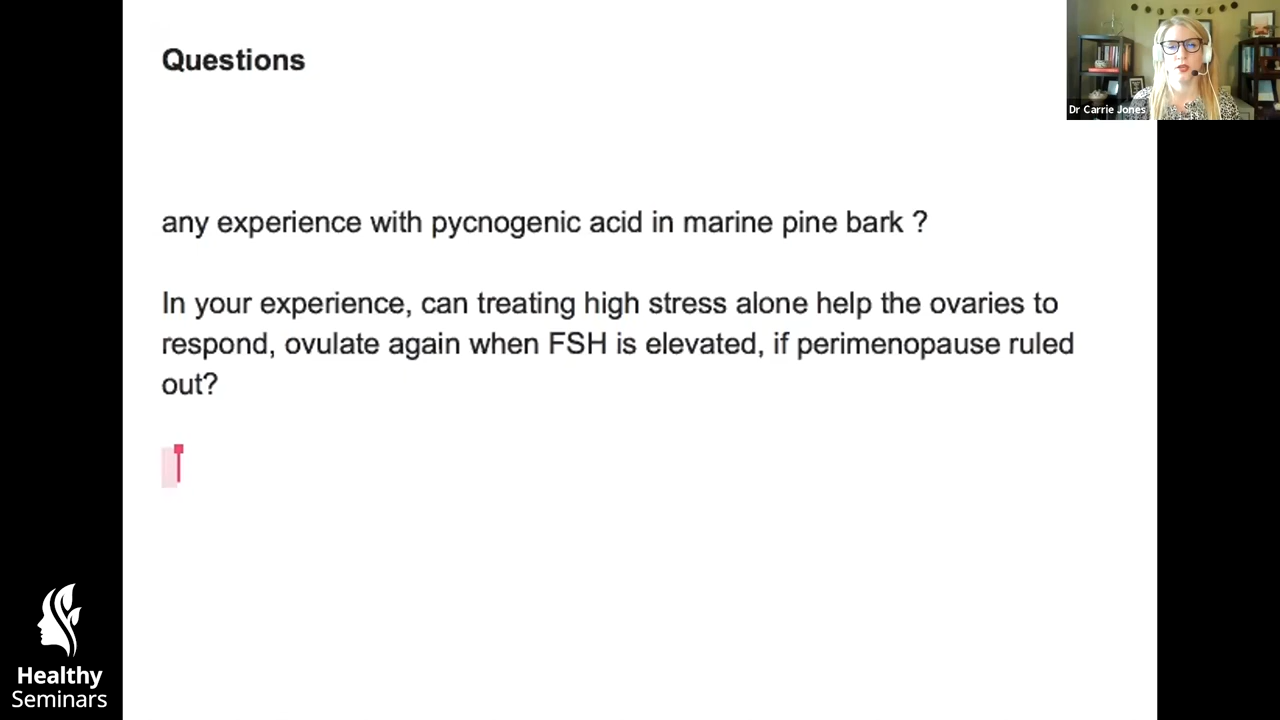 Questions
Dr Carrie Jones
any experience with pycnogenic acid in marine pine bark ?
In your experience, can treating high stress alone help the ovaries to
respond, ovulate again when FSH is elevated, if perimenopause ruled
out?
Healthy
Seminars